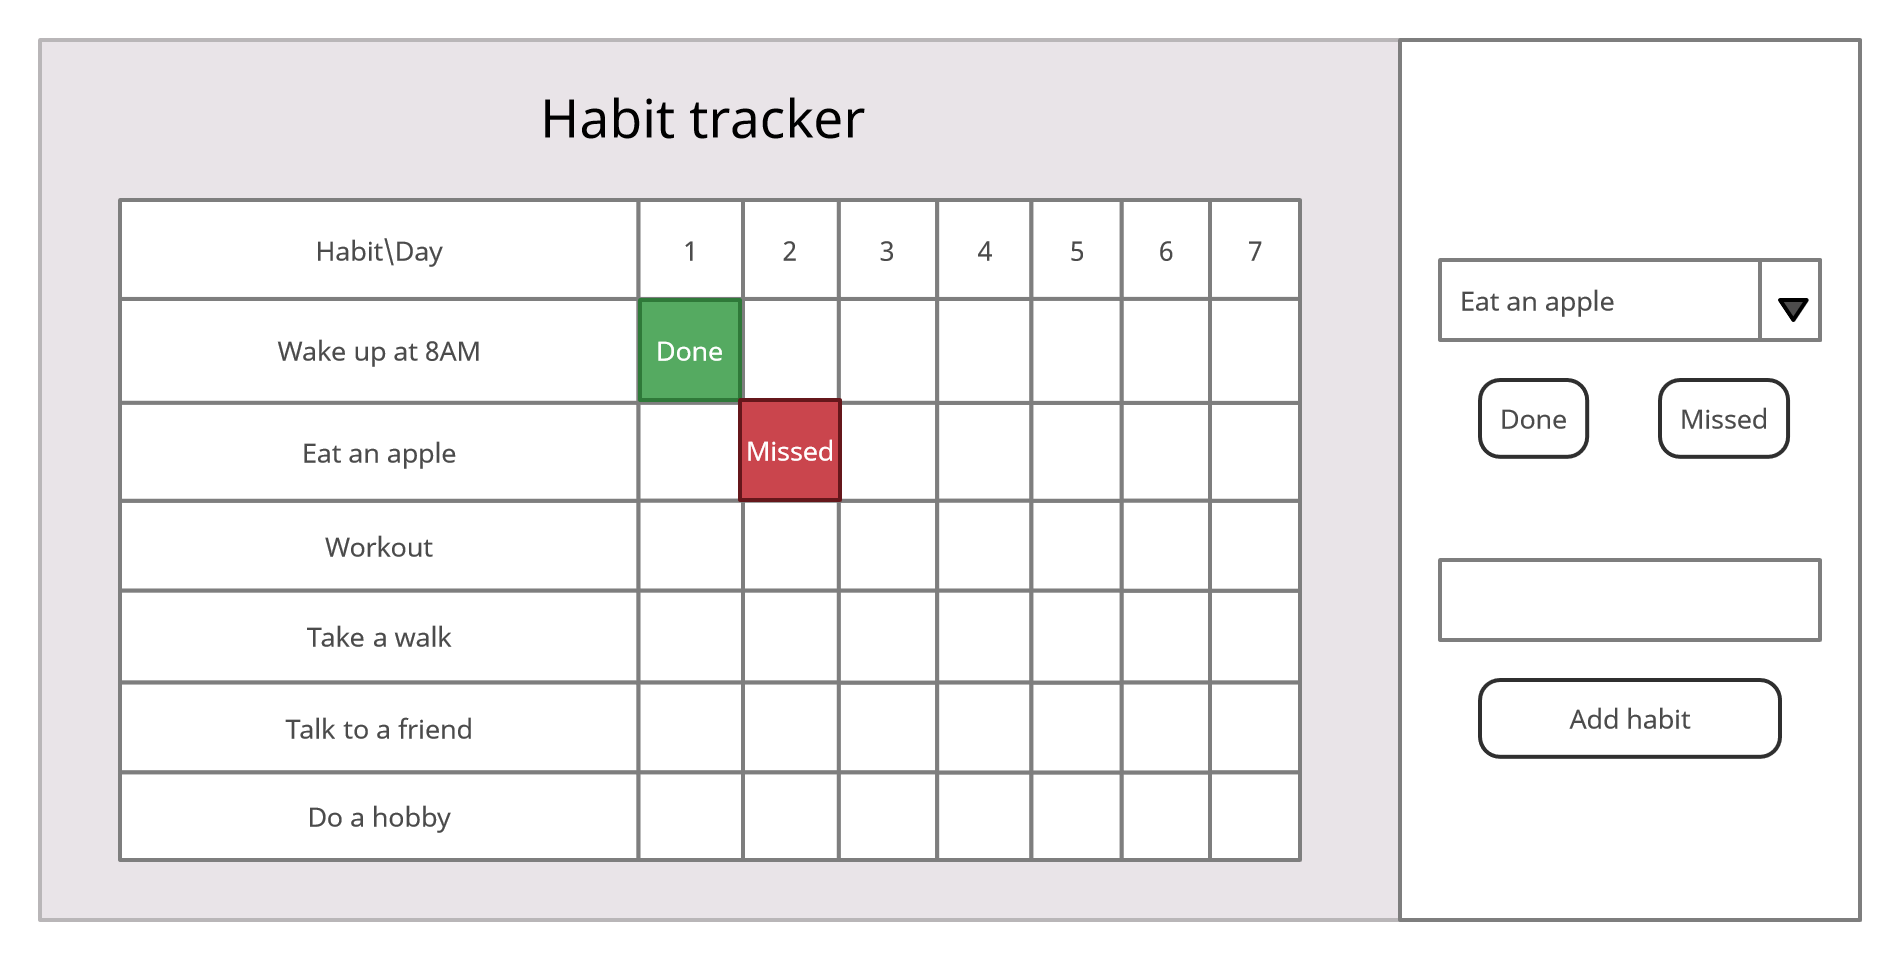 Habit tracker
Habit\Day 1 2 3 4 5 6 7
Wake up at 8AM Done
Eat an apple Missed
Workout
Take a walk
Talk to a friend
Do a hobby
Eat an apple
Done Missed
Add habit